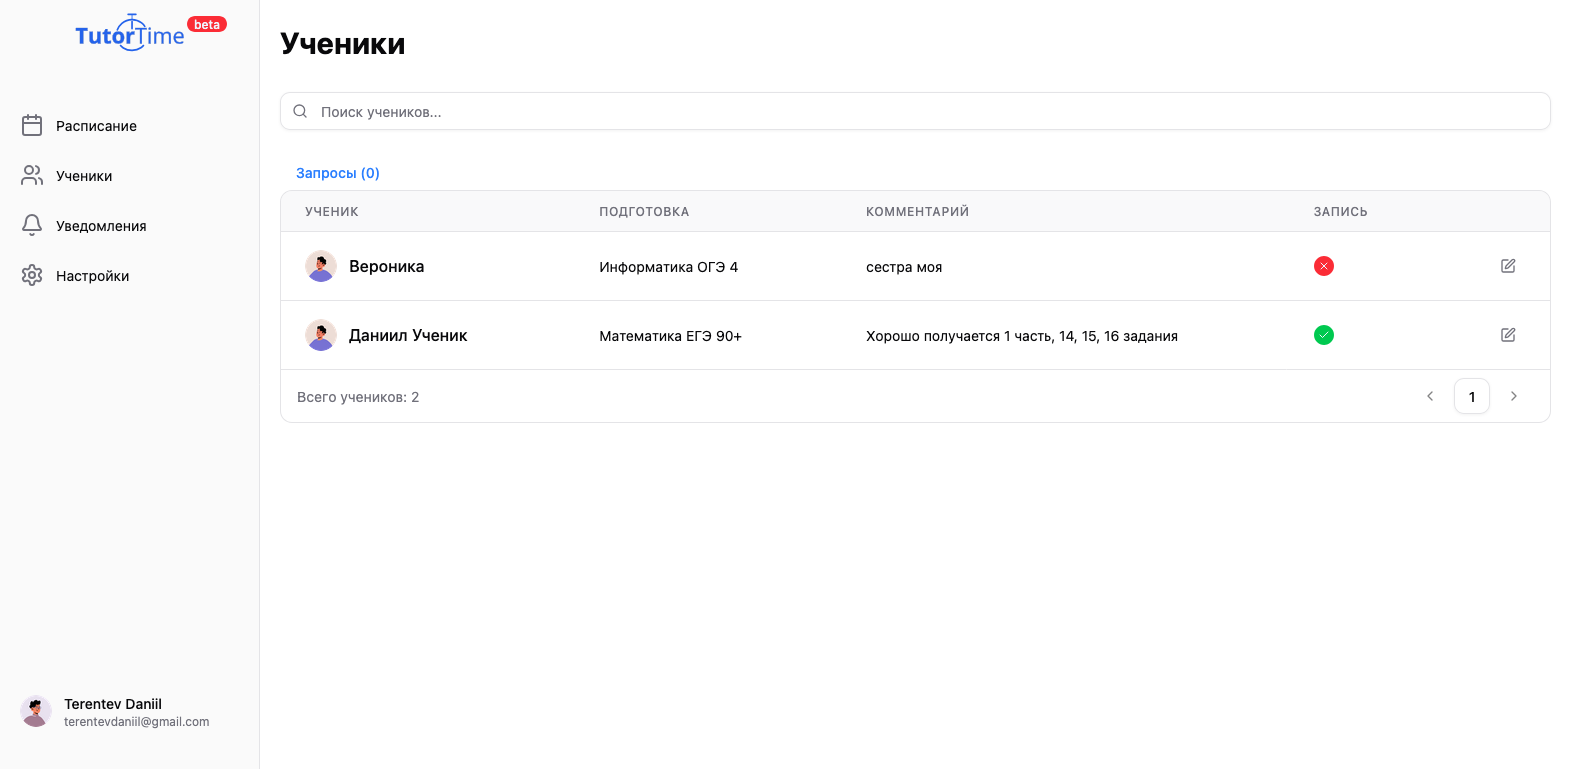 TutorTime beta
Расписание
Ученики
Уведомления
Настройки
Terentev Daniil
terentevdaniil@gmail.com
Ученики
Поиск учеников...
Запросы (0)
УЧЕНИК ПОДГОТОВКА КОММЕНТАРИЙ ЗАПИСЬ
Вероника Информатика ОГЭ 4 сестра моя
Даниил Ученик Математика ЕГЭ 90+ Хорошо получается 1 часть, 14, 15, 16 задания
Всего учеников: 2 1